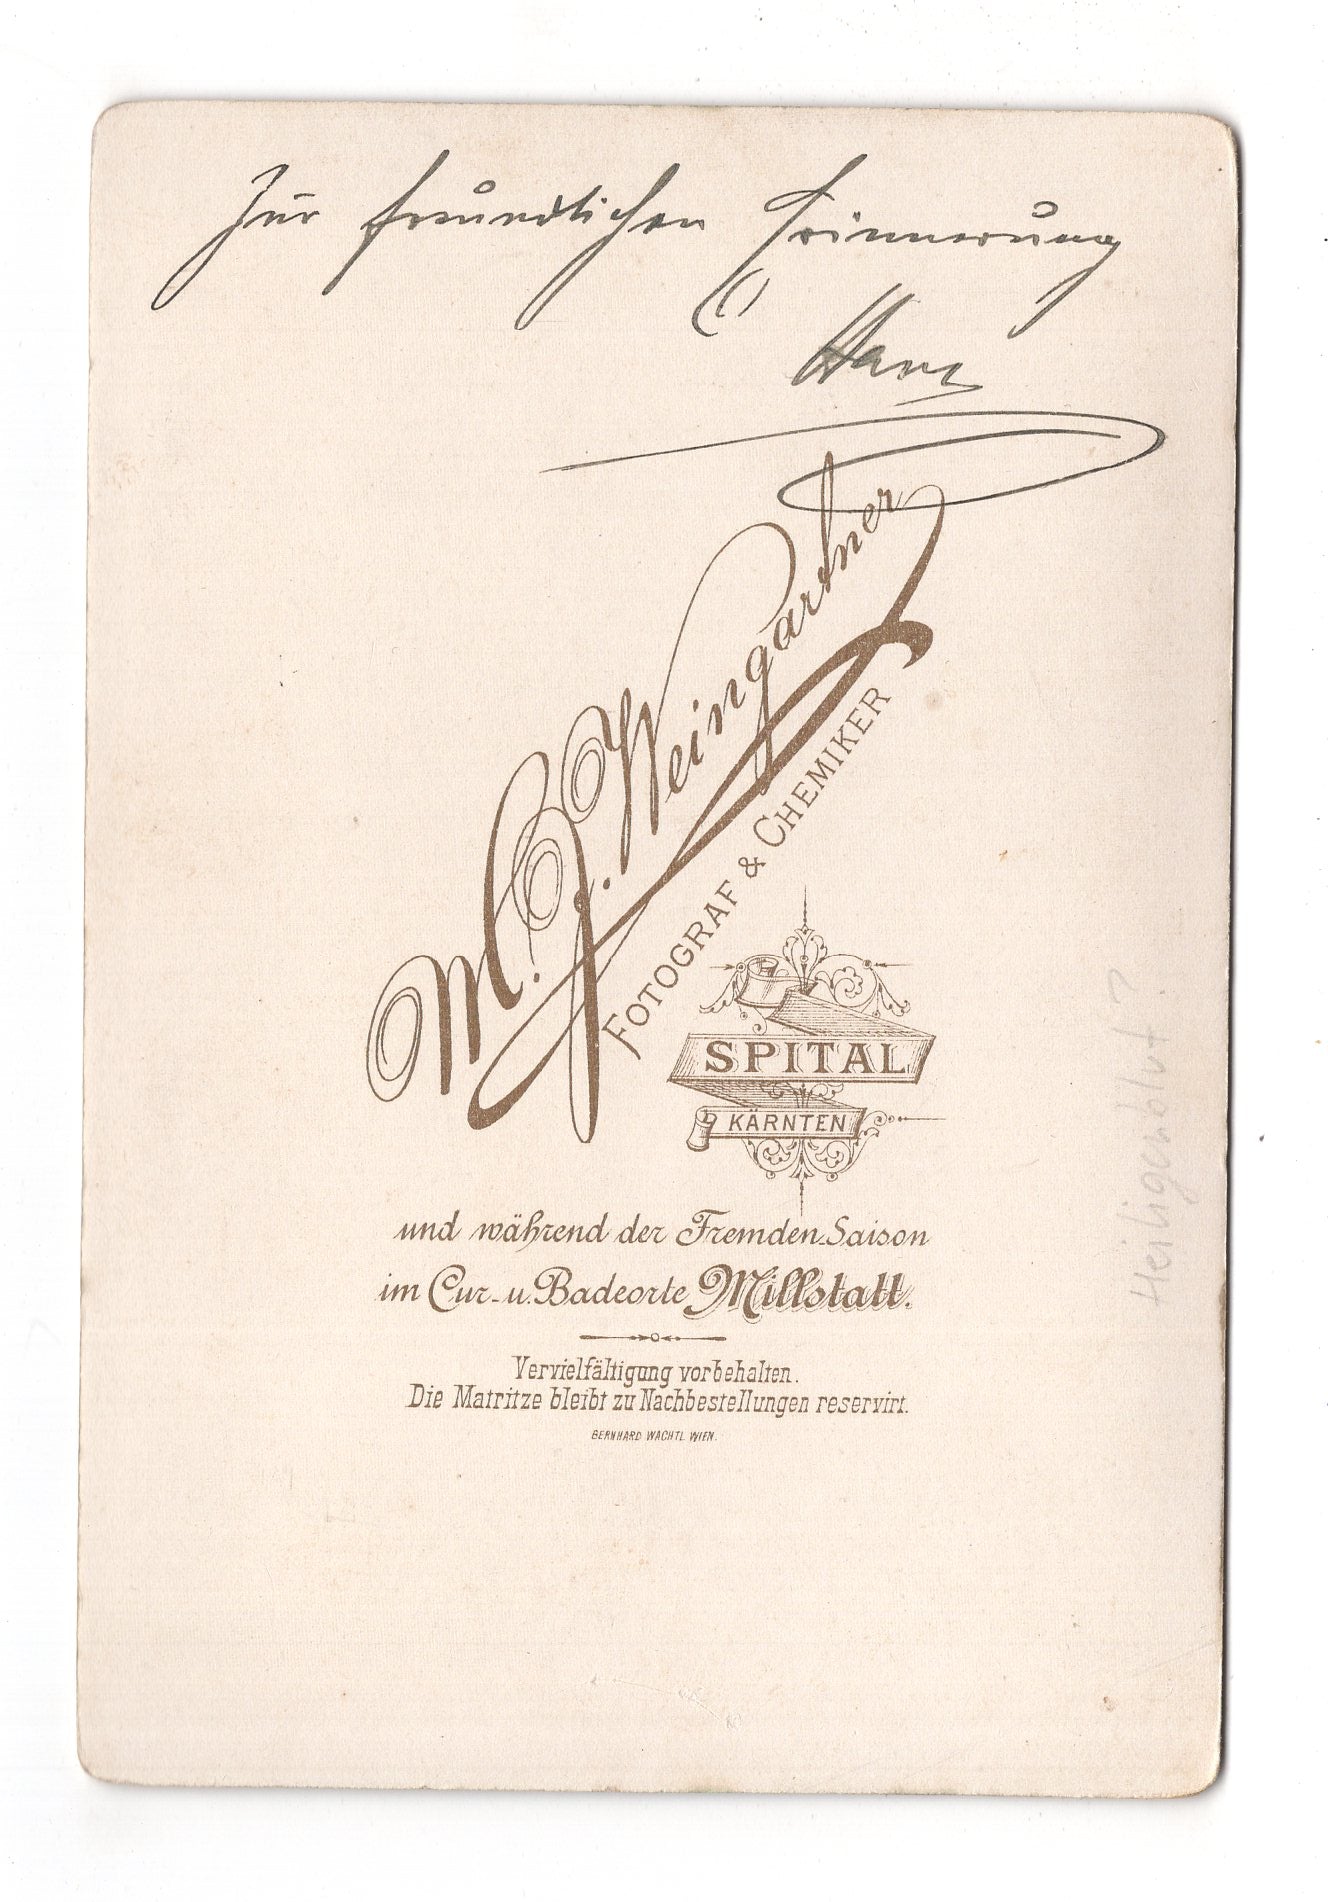 Zur freundlichen Erinnerung
Hans
M. J. Weingartner
FOTOGRAF & CHEMIKER
SPITAL
KÄRNTEN
und während der Fremden-Saison
im Cur- u. Badeorte Millstatt.
Vervielfältigung vorbehalten.
Die Matritze bleibt zu Nachbestellungen reservirt.
BERNHARD WACHTL WIEN.
Heiligenblut?